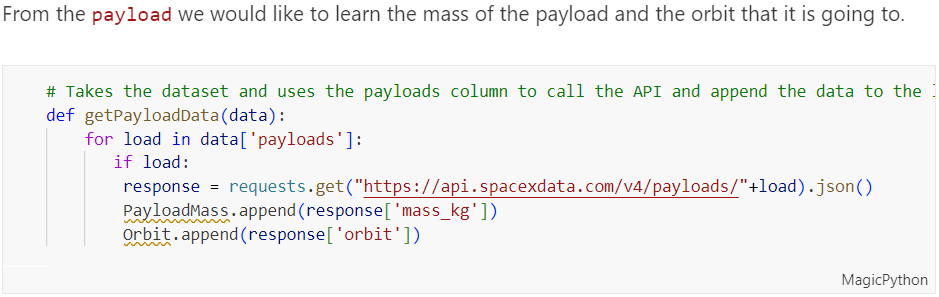 From the payload we would like to learn the mass of the payload and the orbit that it is going to.
# Takes the dataset and uses the payloads column to call the API and append the data to the
def getPayloadData(data):
    for load in data['payloads']:
       if load:
        response = requests.get("https://api.spacexdata.com/v4/payloads/"+load).json()
        PayloadMass.append(response['mass_kg'])
        Orbit.append(response['orbit'])
MagicPython